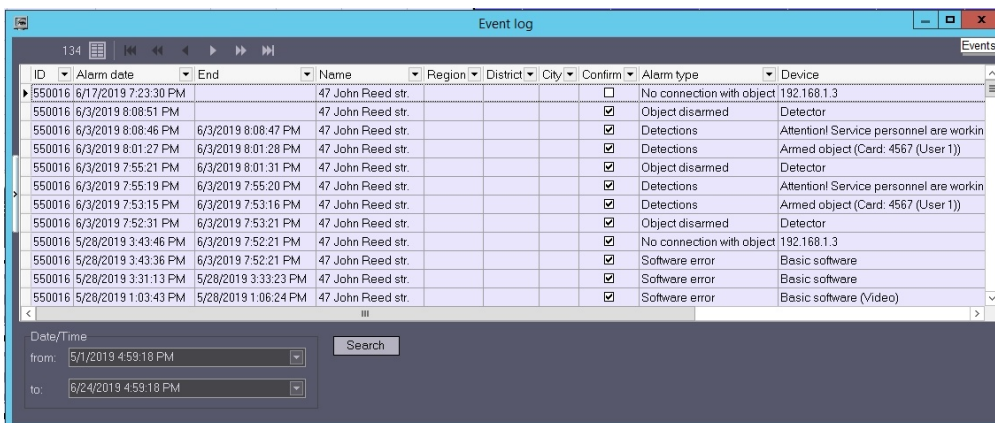 Event log
134
Events
ID Alarm date End Name Region District City Confirm Alarm type Device
550016 6/17/2019 7:23:30 PM 47 John Reed str. No connection with object 192.168.1.3
550016 6/3/2019 8:08:51 PM 47 John Reed str. Object disarmed Detector
550016 6/3/2019 8:08:46 PM 6/3/2019 8:08:47 PM 47 John Reed str. Detections Attention! Service personnel are workin
550016 6/3/2019 8:01:27 PM 6/3/2019 8:01:28 PM 47 John Reed str. Detections Armed object (Card: 4567 (User 1))
550016 6/3/2019 7:55:21 PM 6/3/2019 8:01:31 PM 47 John Reed str. Object disarmed Detector
550016 6/3/2019 7:55:19 PM 6/3/2019 7:55:20 PM 47 John Reed str. Detections Attention! Service personnel are workin
550016 6/3/2019 7:53:15 PM 6/3/2019 7:53:16 PM 47 John Reed str. Detections Armed object (Card: 4567 (User 1))
550016 6/3/2019 7:52:31 PM 6/3/2019 7:53:21 PM 47 John Reed str. Object disarmed Detector
550016 5/28/2019 3:43:46 PM 6/3/2019 7:52:21 PM 47 John Reed str. No connection with object 192.168.1.3
550016 5/28/2019 3:43:36 PM 6/3/2019 7:52:21 PM 47 John Reed str. Software error Basic software
550016 5/28/2019 3:31:13 PM 5/28/2019 3:33:23 PM 47 John Reed str. Software error Basic software
550016 5/28/2019 1:03:43 PM 5/28/2019 1:06:24 PM 47 John Reed str. Software error Basic software (Video)
Date/Time
from: 5/1/2019 4:59:18 PM Search
to: 6/24/2019 4:59:18 PM